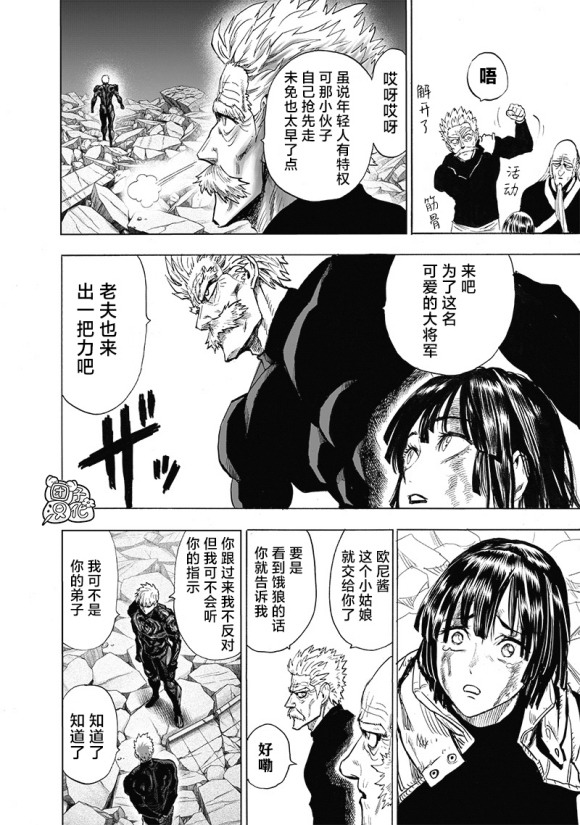 唔
解开了
活动
筋骨
哎呀哎呀
虽说年轻人有特权
可那小伙子
自己抢先走
未免也太早了点
来吧
为了这名
可爱的大将军
老夫也来
出一把力吧
ザッ
团子
汉化
欧尼酱
这个小姑娘
就交给你了
要是
看到饿狼的话
你就告诉我
好嘞
你跟过来我不反对
但我可不会听
你的指示
我可不是
你的弟子
知道了
知道了